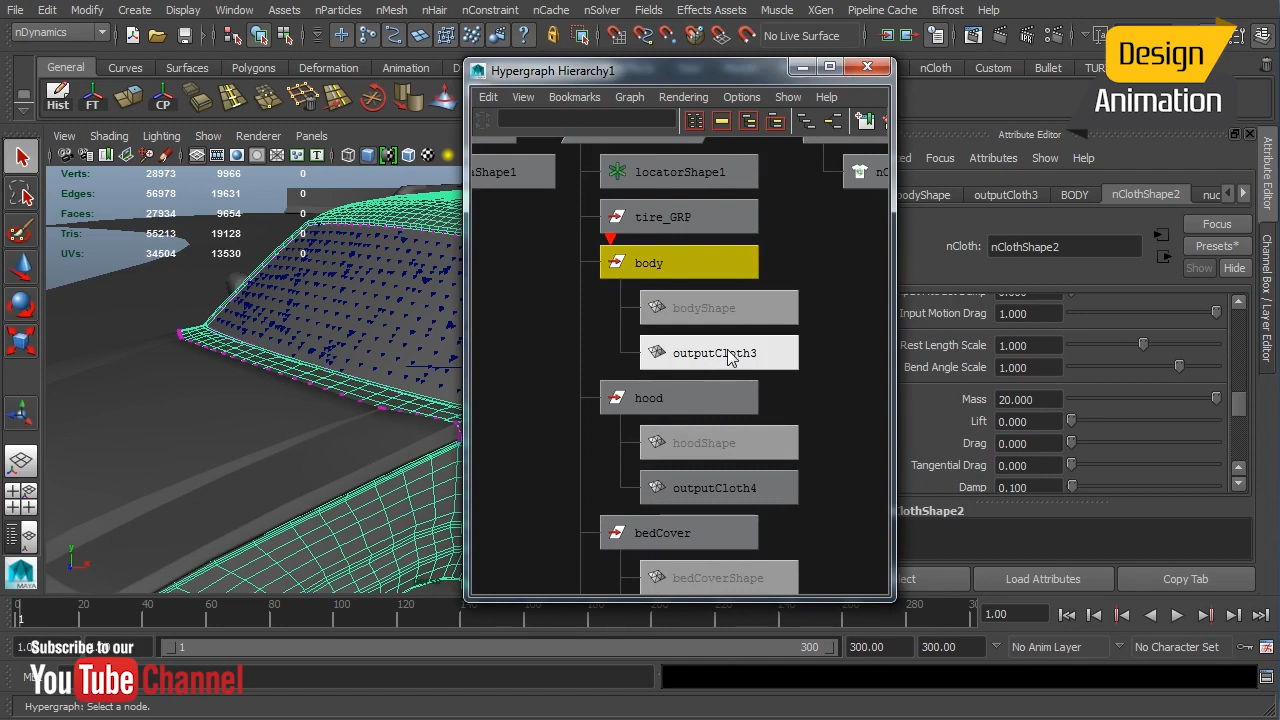 File Edit Modify Create Display Window Assets nParticles nMesh nHair nConstraint nCache nSolver Fields Effects Assets Muscle XGen Pipeline Cache Bifrost Help
nDynamics
No Live Surface
Design
Animation
General Curves Surfaces Polygons Deformation
nCloth Custom Bullet
Hist FT CP
View Shading Lighting Show Renderer Panels
Verts: 28973 9966
Edges: 56978 19631
Faces: 27934 9654
Tris: 55213 19128
UVs: 34504 13530
Hypergraph Hierarchy1
Edit View Bookmarks Graph Rendering Options Show Help
locatorShape1
tire_GRP
body
bodyShape
outputCloth3
hood
hoodShape
outputCloth4
bedCover
bedCoverShape
Attribute Editor
Focus Attributes Show Help
bodyShape outputCloth3 BODY nClothShape2
nCloth: nClothShape2
Focus
Presets*
Show Hide
Input Motion Drag 1.000
Rest Length Scale 1.000
Bend Angle Scale 1.000
Mass 20.000
Lift 0.000
Drag 0.000
Tangential Drag 0.000
Damp 0.100
Load Attributes
Copy Tab
Attribute Editor
Channel Box / Layer Editor
0 20 40 60 80 100 120 140
1
1.00
1 300
300.00 300.00
No Anim Layer
No Character Set
Subscribe to our
YouTube Channel
Hypergraph: Select a node.